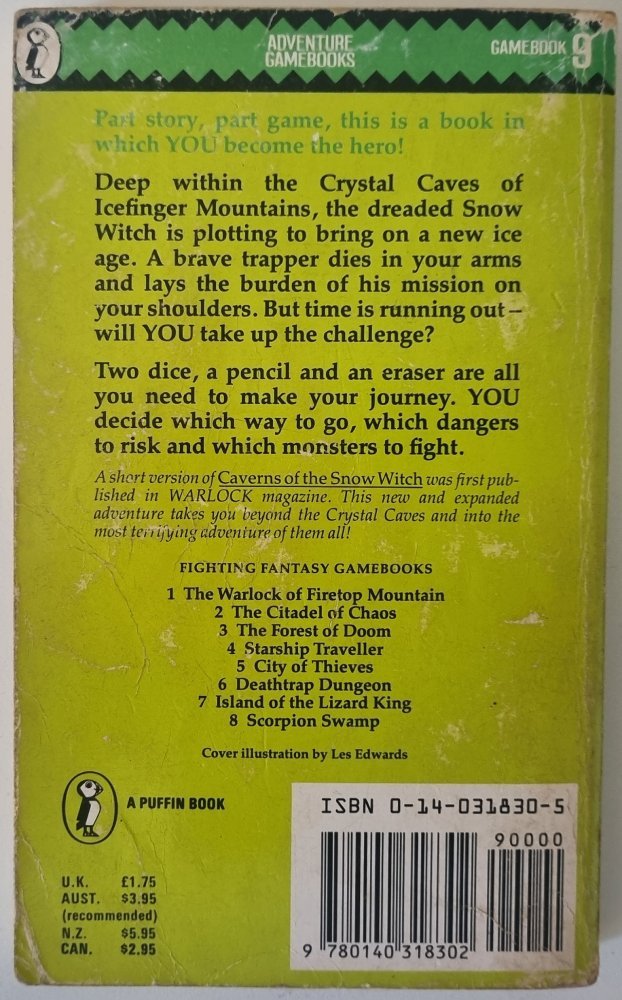 ADVENTURE
GAMEBOOKS
GAMEBOOK 9
Part story, part game, this is a book in
which YOU become the hero!
Deep within the Crystal Caves of
Icefinger Mountains, the dreaded Snow
Witch is plotting to bring on a new ice
age. A brave trapper dies in your arms
and lays the burden of his mission on
your shoulders. But time is running out –
will YOU take up the challenge?
Two dice, a pencil and an eraser are all
you need to make your journey. YOU
decide which way to go, which dangers
to risk and which monsters to fight.
A short version of Caverns of the Snow Witch was first pub-
lished in WARLOCK magazine. This new and expanded
adventure takes you beyond the Crystal Caves and into the
most terrifying adventure of them all!
FIGHTING FANTASY GAMEBOOKS
1 The Warlock of Firetop Mountain
2 The Citadel of Chaos
3 The Forest of Doom
4 Starship Traveller
5 City of Thieves
6 Deathtrap Dungeon
7 Island of the Lizard King
8 Scorpion Swamp
Cover illustration by Les Edwards
A PUFFIN BOOK
U.K. £1.75
AUST. $3.95
(recommended)
N.Z. $5.95
CAN. $2.95
ISBN 0-14-031830-5
90000
9 780140 318302